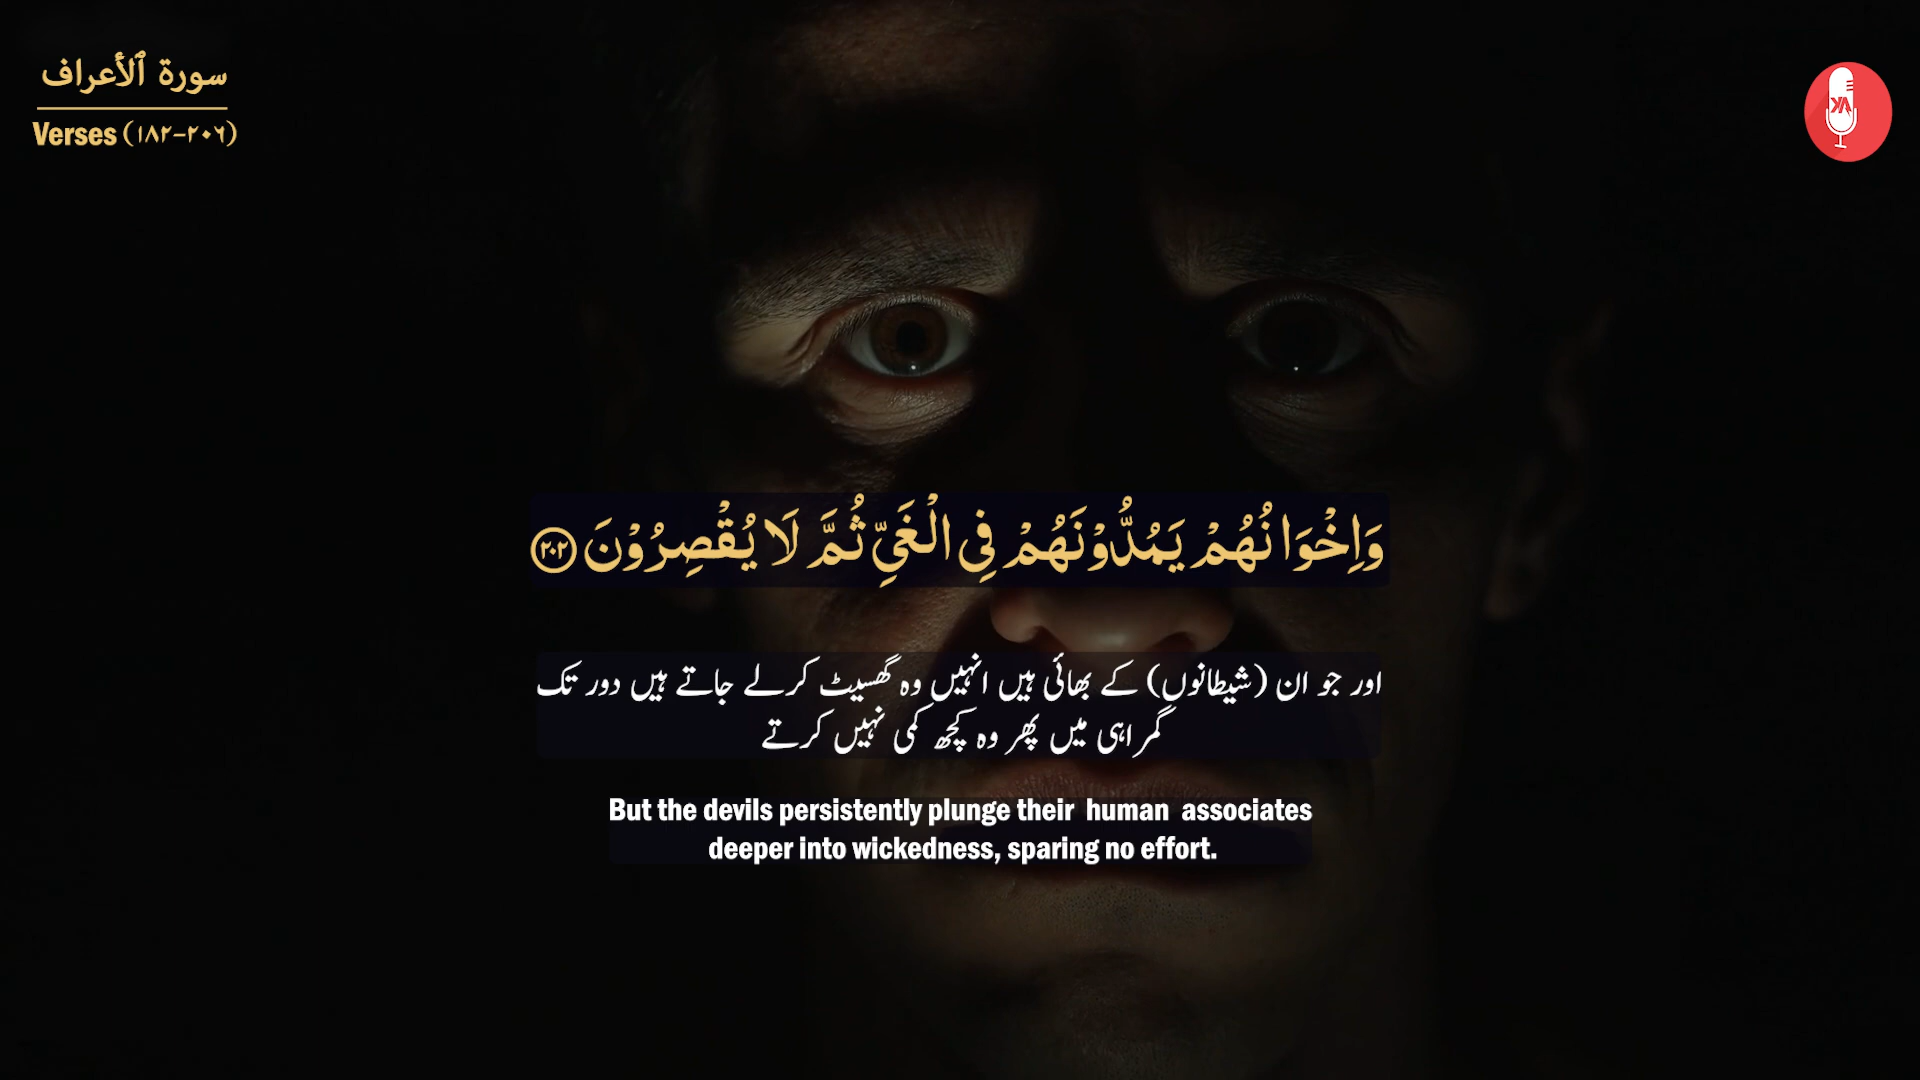 سورة ٱلأعراف
Verses (١٨٢-٢٠٦)
YA
وَاِخْوَانُهُمْ يَمُدُّوْنَهُمْ فِى الْغَيِّ ثُمَّ لَا يُقْصِرُوْنَ ٢٠٢
اور جو ان (شیطانوں) کے بھائی ہیں انہیں وہ گھسیٹ کر لے جاتے ہیں دور تک
گمراہی میں پھر وہ کچھ کمی نہیں کرتے
But the devils persistently plunge their human associates
deeper into wickedness, sparing no effort.